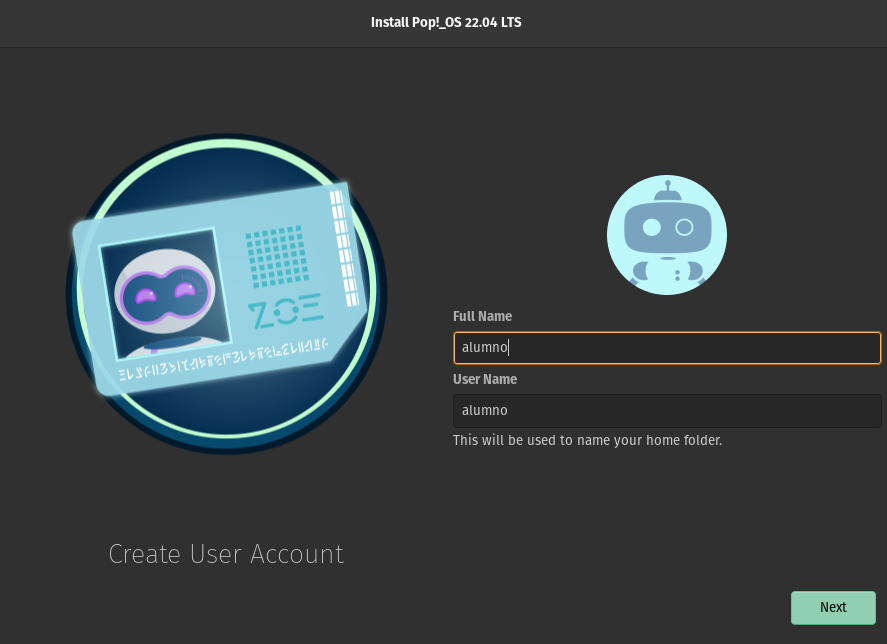 Install Pop!_OS 22.04 LTS
ZOE
Full Name
alumno
User Name
alumno
This will be used to name your home folder.
Create User Account
Next